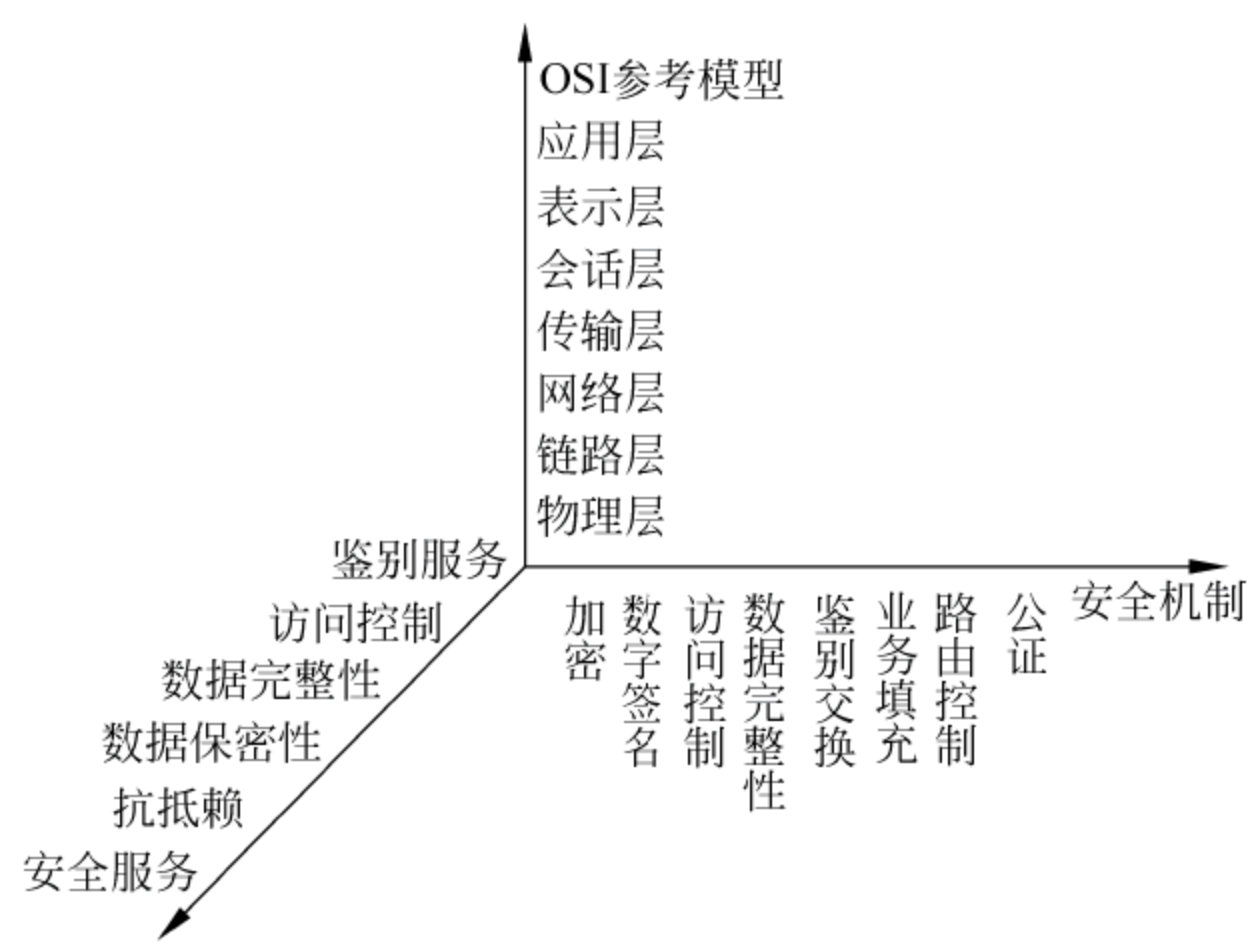 OSI参考模型
应用层
表示层
会话层
传输层
网络层
链路层
物理层
鉴别服务
访问控制
数据完整性
数据保密性
抗抵赖
安全服务
加密
数字签名
访问控制
数据完整性
鉴别交换
业务填充
路由控制
公证
安全机制